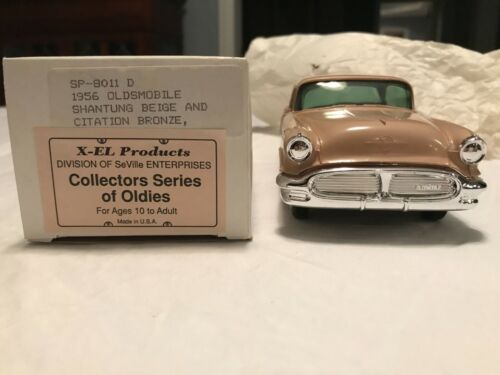 SP-8011 D
1956 OLDSMOBILE
SHANTUNG BEIGE AND
CITATION BRONZE,
X-EL Products
DIVISION OF SeVille ENTERPRISES
Collectors Series
of Oldies
For Ages 10 to Adult
Made in U.S.A.